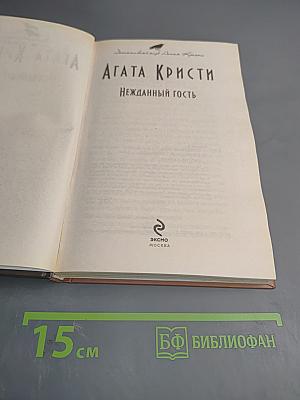 Агата Кристи
Нежданный гость
эксмо
Москва
15 см
БФ БИБЛИОФАН